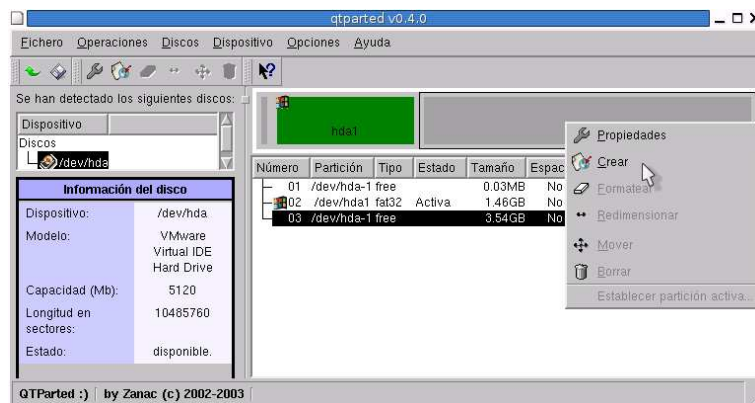 qtparted v0.4.0
Fichero Operaciones Discos Dispositivo Opciones Ayuda
Se han detectado los siguientes discos:
Dispositivo
Discos
/dev/hda
Información del disco
Dispositivo: /dev/hda
Modelo: VMware Virtual IDE Hard Drive
Capacidad (Mb): 5120
Longitud en sectores: 10485760
Estado: disponible.
hda1
Número Partición Tipo Estado Tamaño Espac
01 /dev/hda-1 free 0.03MB No
02 /dev/hda1 fat32 Activa 1.46GB No
03 /dev/hda-1 free 3.54GB No
Propiedades
Crear
Formatear
Redimensionar
Mover
Borrar
Establecer partición activa...
QTParted :) by Zanac (c) 2002-2003